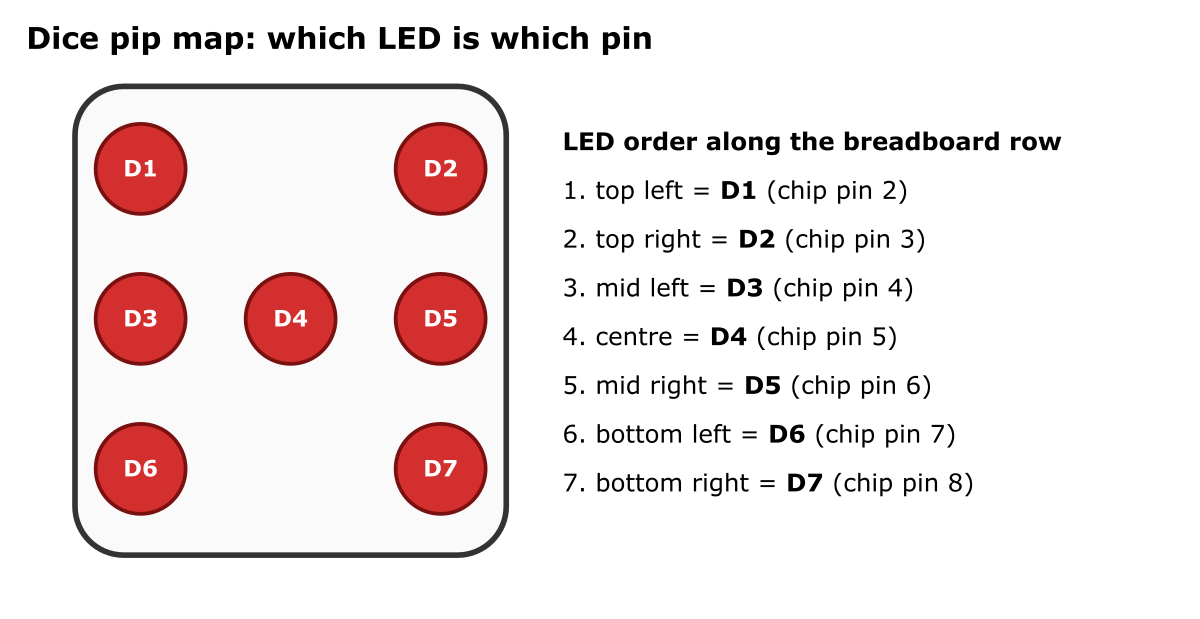 Dice pip map: which LED is which pin
D1 D2
D3 D4 D5
D6 D7
LED order along the breadboard row
1. top left = D1 (chip pin 2)
2. top right = D2 (chip pin 3)
3. mid left = D3 (chip pin 4)
4. centre = D4 (chip pin 5)
5. mid right = D5 (chip pin 6)
6. bottom left = D6 (chip pin 7)
7. bottom right = D7 (chip pin 8)